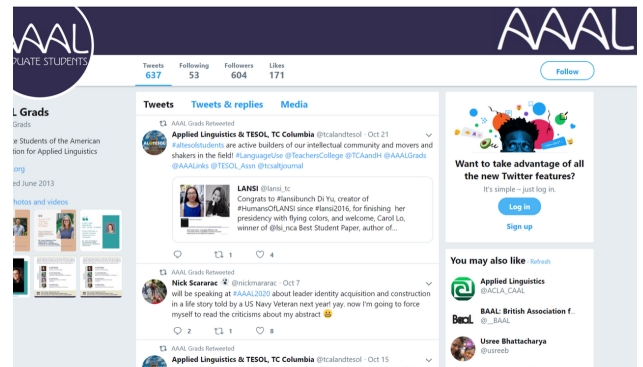 AAAL
AAAL
UATE STUDENTS
Tweets
637
Following
53
Followers
604
Likes
171
Follow
L Grads
Grads
e Students of the American
tion for Applied Linguistics
.org
ed June 2013
hotos and videos
Tweets Tweets & replies Media
AAAL Grads Retweeted
Applied Linguistics & TESOL, TC Columbia @tcalandtesol · Oct 21
#altesolstudents are active builders of our intellectual community and movers and
shakers in the field! #LanguageUse @TeachersCollege @TCAandH @AAALGrads
@AAALinks @TESOL_Assn @tcsaltjournal
LANSI @lansi_tc
Congrats to #lansibunch Di Yu, creator of
#HumansOfLANSI since #lansi2016, for finishing her
presidency with flying colors, and welcome, Carol Lo,
winner of @lsi_nca Best Student Paper, author of...
1 4
AAAL Grads Retweeted
Nick Scararac @nickmararac · Oct 7
will be speaking at #AAAL2020 about leader identity acquisition and construction
in a life story told by a US Navy Veteran next year! yay. now I'm going to force
myself to read the criticisms about my abstract
2 1 8
AAAL Grads Retweeted
Applied Linguistics & TESOL, TC Columbia @tcalandtesol · Oct 15
Want to take advantage of all
the new Twitter features?
It's simple – just log in.
Log in
Sign up
You may also like · Refresh
Applied Linguistics
@ACLA_CAAL
BAAL: British Association f...
@__BAAL
Usree Bhattacharya
@usreeb